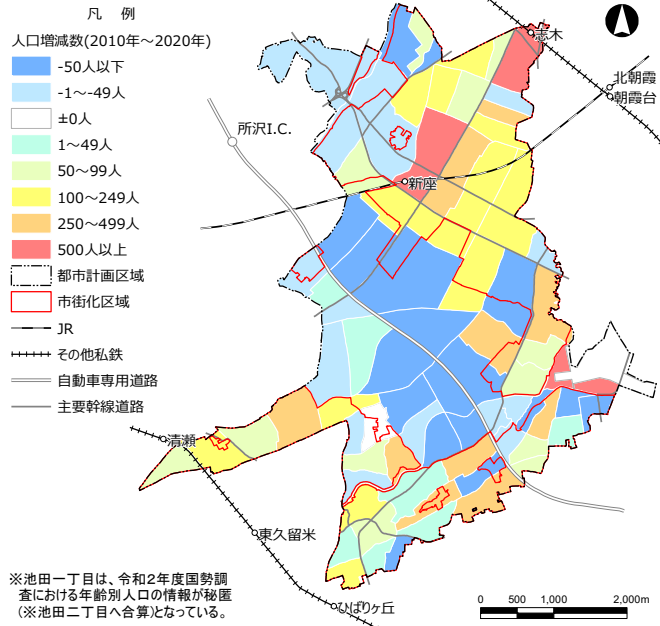 凡 例
人口増減数(2010年～2020年)
-50人以下
-1～-49人
±0人
1～49人
50～99人
100～249人
250～499人
500人以上
都市計画区域
市街化区域
JR
その他私鉄
自動車専用道路
主要幹線道路
志木
北朝霞
朝霞台
所沢I.C.
新座
清瀬
東久留米
ひばりヶ丘
※池田一丁目は、令和2年度国勢調
査における年齢別人口の情報が秘匿
(※池田二丁目へ合算)となっている。
0 500 1,000 2,000m